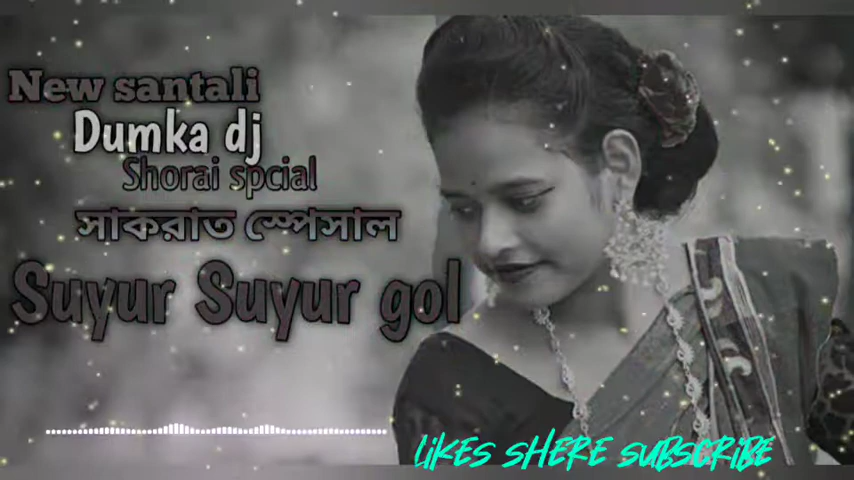 New santali
Dumka dj
Shorai spcial
সাকরাত স্পেসাল
Suyur Suyur gol
LIKES SHERE SUBSCRIBE